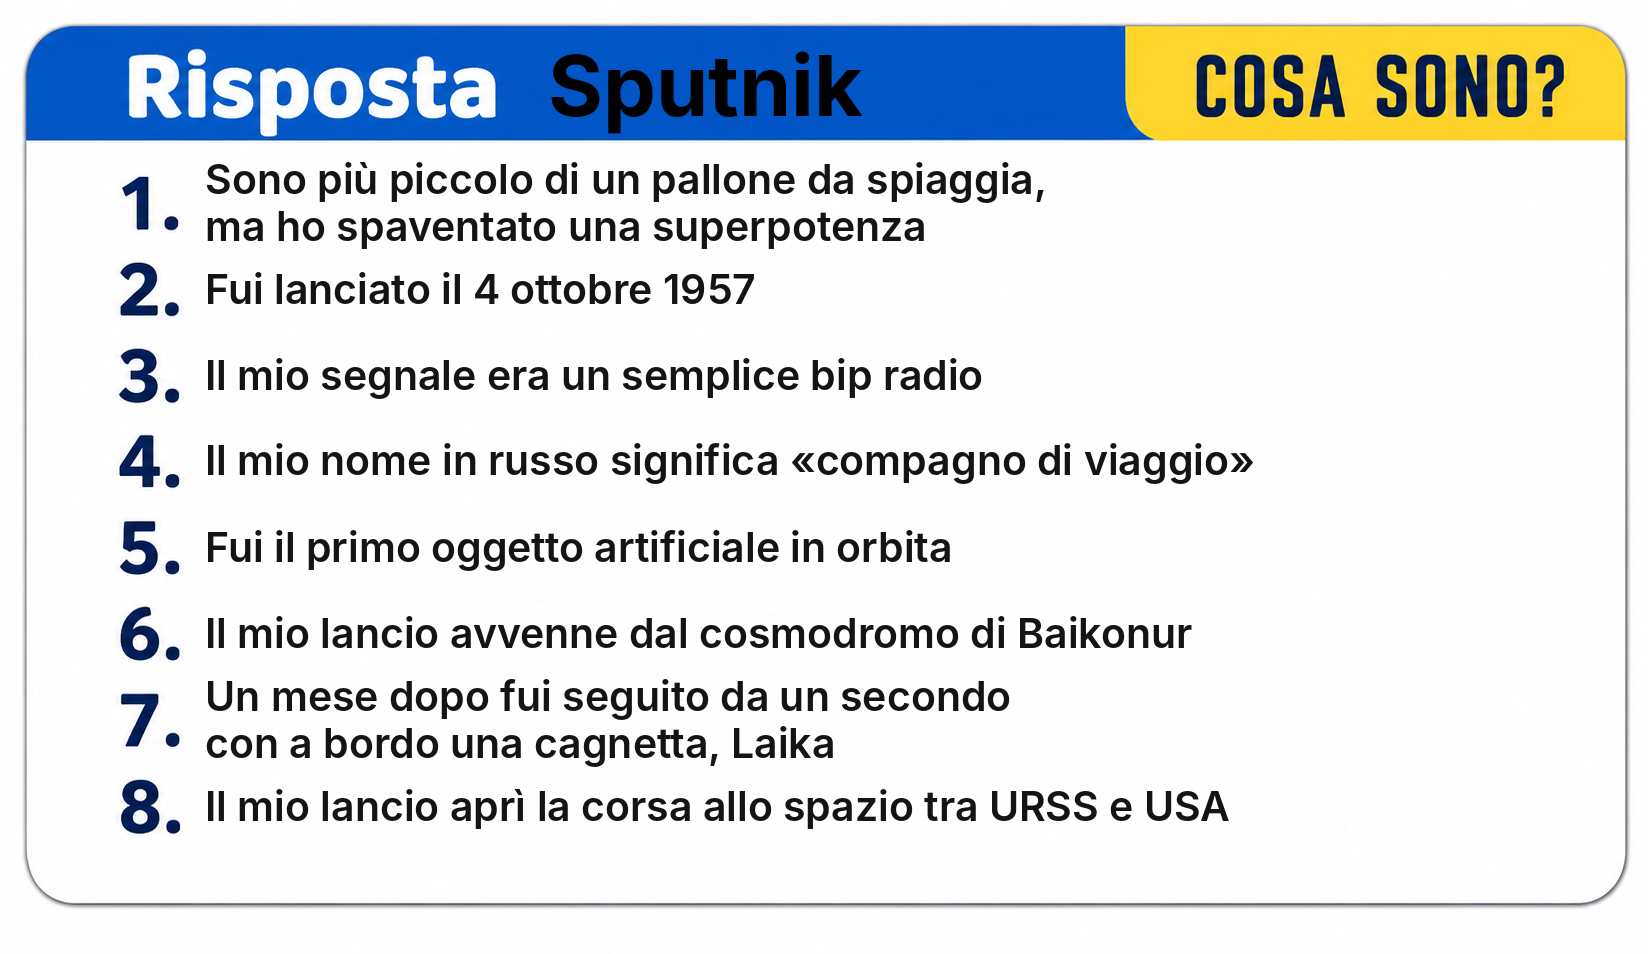 Risposta Sputnik COSA SONO?
1. Sono più piccolo di un pallone da spiaggia,
ma ho spaventato una superpotenza
2. Fui lanciato il 4 ottobre 1957
3. Il mio segnale era un semplice bip radio
4. Il mio nome in russo significa «compagno di viaggio»
5. Fui il primo oggetto artificiale in orbita
6. Il mio lancio avvenne dal cosmodromo di Baikonur
7. Un mese dopo fui seguito da un secondo
con a bordo una cagnetta, Laika
8. Il mio lancio aprì la corsa allo spazio tra URSS e USA